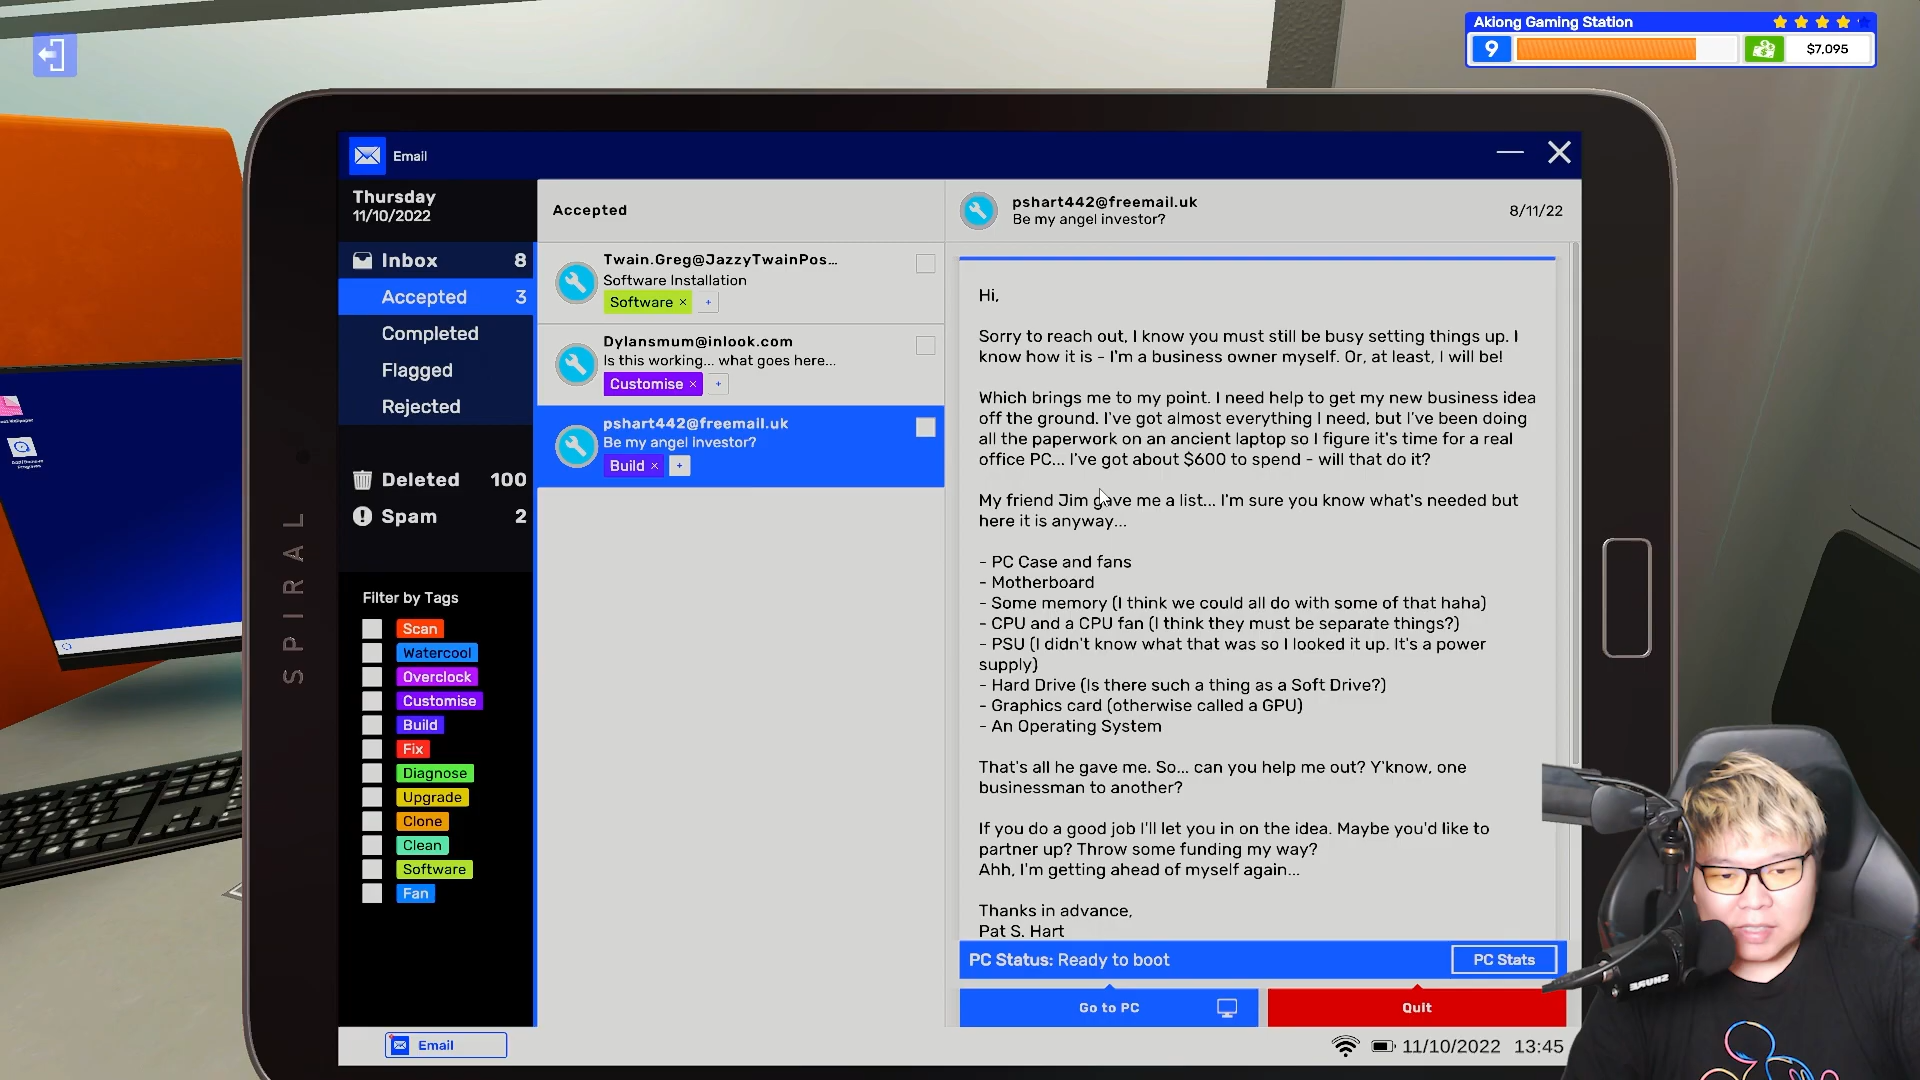 Akiong Gaming Station
9
$7,095
Email
Thursday
11/10/2022
Inbox 8
Accepted 3
Completed
Flagged
Rejected
Deleted 100
Spam 2
Filter by Tags
Scan
Watercool
Overclock
Customise
Build
Fix
Diagnose
Upgrade
Clone
Clean
Software
Fan
Accepted
Twain.Greg@JazzyTwainPos...
Software Installation
Software × +
Dylansmum@inlook.com
Is this working... what goes here...
Customise × +
pshart442@freemail.uk
Be my angel investor?
Build × +
pshart442@freemail.uk
Be my angel investor?
8/11/22
Hi,
Sorry to reach out, I know you must still be busy setting things up. I
know how it is - I'm a business owner myself. Or, at least, I will be!
Which brings me to my point. I need help to get my new business idea
off the ground. I've got almost everything I need, but I've been doing
all the paperwork on an ancient laptop so I figure it's time for a real
office PC... I've got about $600 to spend - will that do it?
My friend Jim gave me a list... I'm sure you know what's needed but
here it is anyway...
- PC Case and fans
- Motherboard
- Some memory (I think we could all do with some of that haha)
- CPU and a CPU fan (I think they must be separate things?)
- PSU (I didn't know what that was so I looked it up. It's a power
supply)
- Hard Drive (Is there such a thing as a Soft Drive?)
- Graphics card (otherwise called a GPU)
- An Operating System
That's all he gave me. So... can you help me out? Y'know, one
businessman to another?
If you do a good job I'll let you in on the idea. Maybe you'd like to
partner up? Throw some funding my way?
Ahh, I'm getting ahead of myself again...
Thanks in advance,
Pat S. Hart
PC Status: Ready to boot
PC Stats
Go to PC
Quit
Email
11/10/2022 13:45
SPIRAL
SHURE